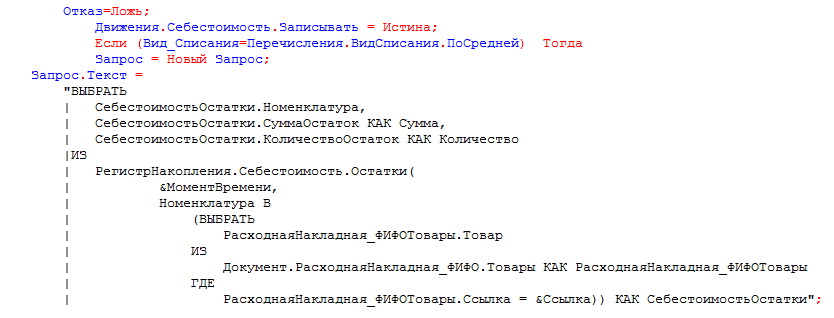 Отказ=Ложь;
Движения.Себестоимость.Записывать = Истина;
Если (Вид_Списания=Перечисления.ВидСписания.ПоСредней)  Тогда
Запрос = Новый Запрос;
Запрос.Текст =
"ВЫБРАТЬ
|   СебестоимостьОстатки.Номенклатура,
|   СебестоимостьОстатки.СуммаОстаток КАК Сумма,
|   СебестоимостьОстатки.КоличествоОстаток КАК Количество
|ИЗ
|   РегистрНакопления.Себестоимость.Остатки(
|           &МоментВремени,
|           Номенклатура В
|               (ВЫБРАТЬ
|                   РасходнаяНакладная_ФИФОТовары.Товар
|               ИЗ
|                   Документ.РасходнаяНакладная_ФИФО.Товары КАК РасходнаяНакладная_ФИФОТовары
|               ГДЕ
|                   РасходнаяНакладная_ФИФОТовары.Ссылка = &Ссылка)) КАК СебестоимостьОстатки";